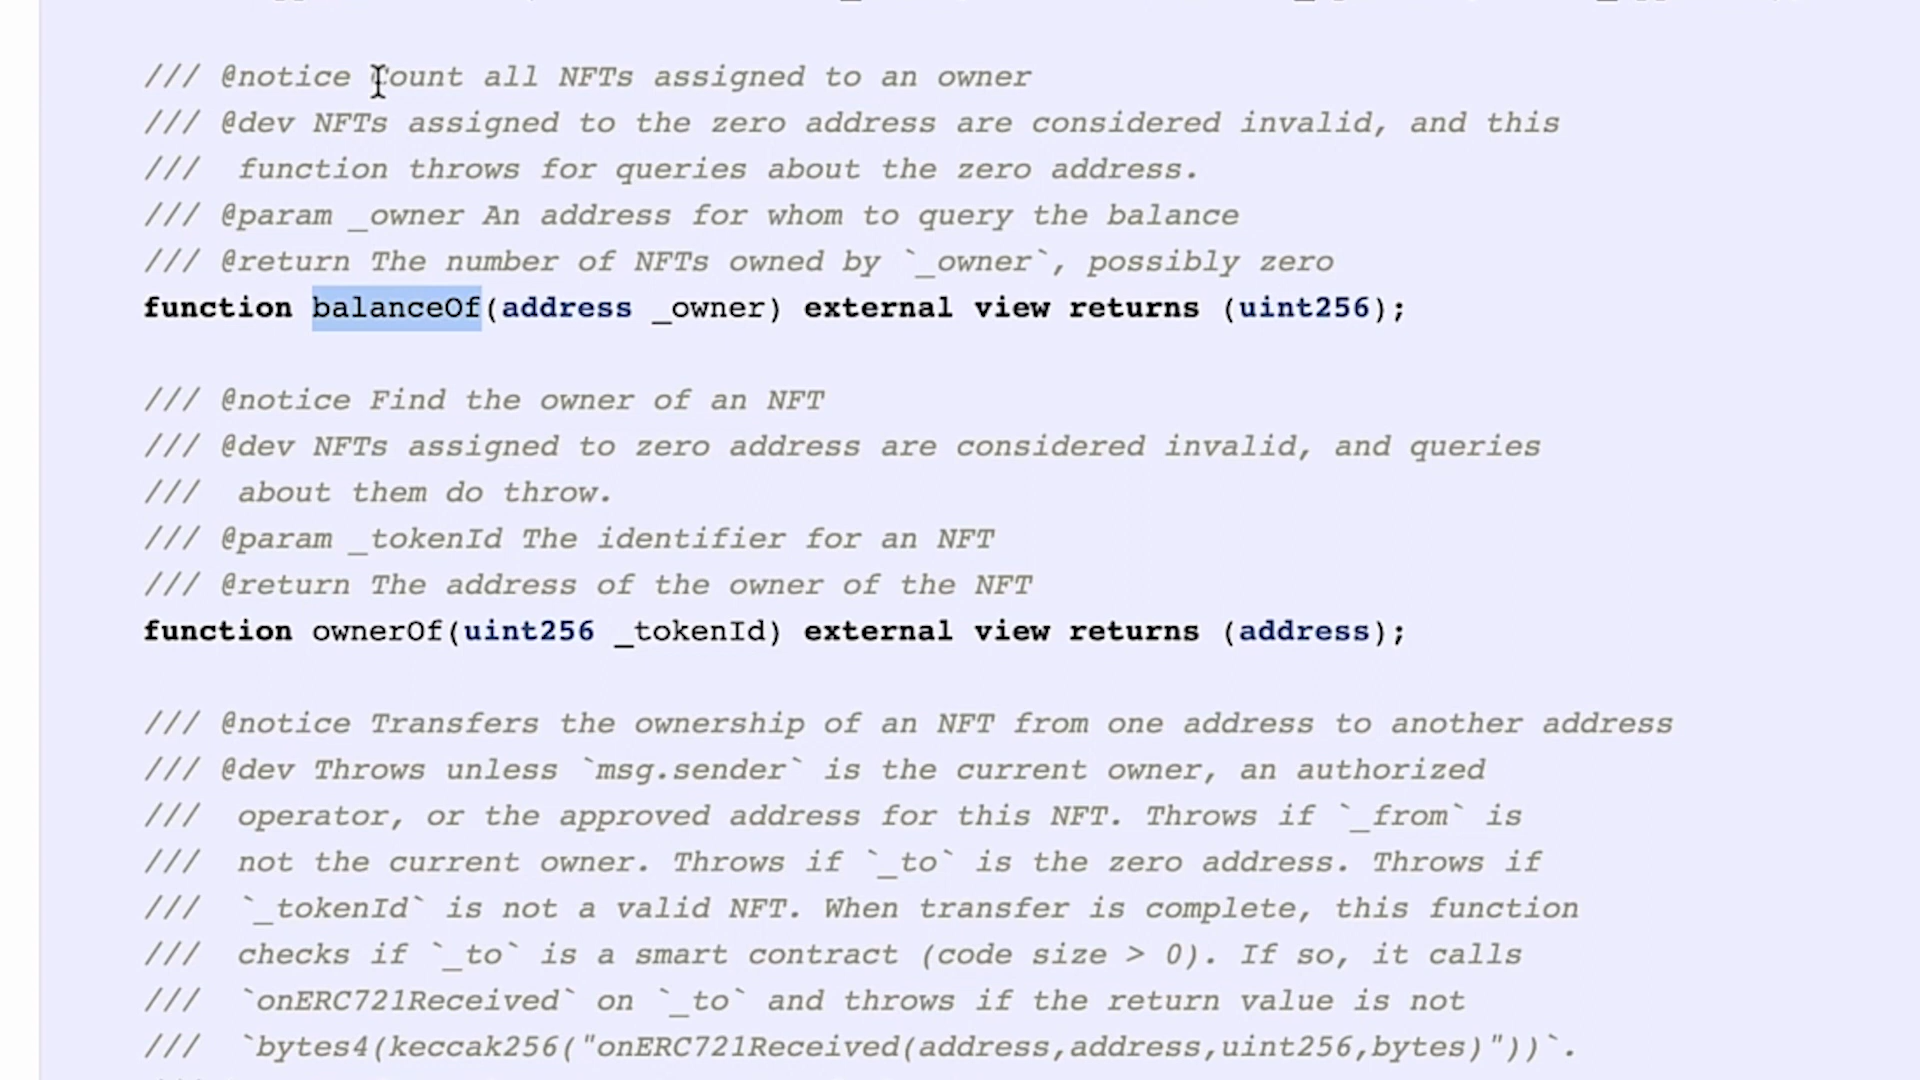 /// @notice Count all NFTs assigned to an owner
/// @dev NFTs assigned to the zero address are considered invalid, and this
///  function throws for queries about the zero address.
/// @param _owner An address for whom to query the balance
/// @return The number of NFTs owned by `_owner`, possibly zero
function balanceOf(address _owner) external view returns (uint256);
/// @notice Find the owner of an NFT
/// @dev NFTs assigned to zero address are considered invalid, and queries
///  about them do throw.
/// @param _tokenId The identifier for an NFT
/// @return The address of the owner of the NFT
function ownerOf(uint256 _tokenId) external view returns (address);
/// @notice Transfers the ownership of an NFT from one address to another address
/// @dev Throws unless `msg.sender` is the current owner, an authorized
///  operator, or the approved address for this NFT. Throws if `_from` is
///  not the current owner. Throws if `_to` is the zero address. Throws if
///  `_tokenId` is not a valid NFT. When transfer is complete, this function
///  checks if `_to` is a smart contract (code size > 0). If so, it calls
///  `onERC721Received` on `_to` and throws if the return value is not
///  `bytes4(keccak256("onERC721Received(address,address,uint256,bytes)"))`.